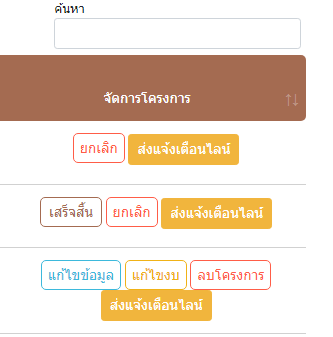 ค้นหา
จัดการโครงการ
ยกเลิก ส่งแจ้งเตือนไลน์
เสร็จสิ้น ยกเลิก ส่งแจ้งเตือนไลน์
แก้ไขข้อมูล แก้ไขงบ ลบโครงการ
ส่งแจ้งเตือนไลน์